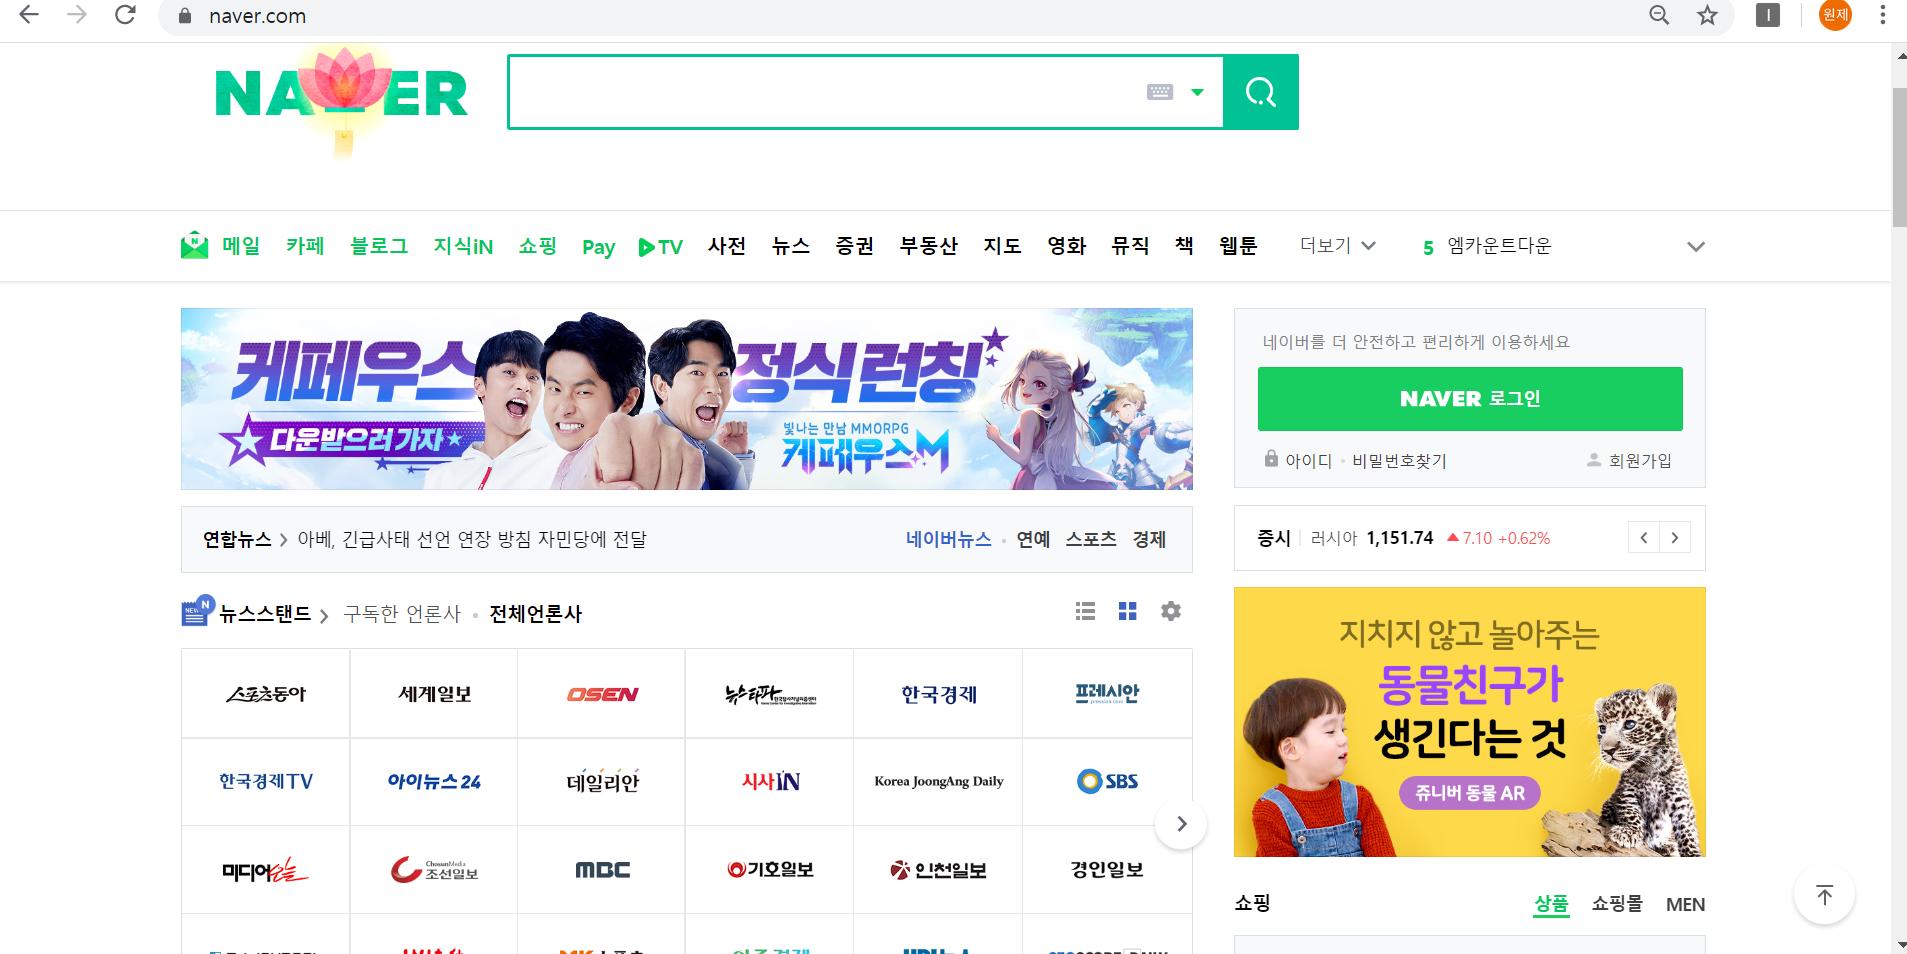 naver.com
원제
NAVER
메일 카페 블로그 지식iN 쇼핑 Pay TV 사전 뉴스 증권 부동산 지도 영화 뮤직 책 웹툰 더보기 5 엠카운트다운
케페우스 정식 런칭
다운받으러 가자
빛나는 만남 MMORPG
케페우스M
네이버를 더 안전하고 편리하게 이용하세요
NAVER 로그인
아이디 비밀번호찾기 회원가입
연합뉴스 아베, 긴급사태 선언 연장 방침 자민당에 전달 네이버뉴스 연예 스포츠 경제
증시 러시아 1,151.74 7.10 +0.62%
NEW N 뉴스스탠드 구독한 언론사 전체언론사
스포츠동아 세계일보 OSEN 뉴스타파 한국경제 프레시안
한국경제TV 아이뉴스24 데일리안 시사iN Korea JoongAng Daily SBS
미디어오늘 ChosunMedia 조선일보 MBC 기호일보 인천일보 경인일보
지치지 않고 놀아주는
동물친구가
생긴다는 것
쥬니버 동물 AR
쇼핑 상품 쇼핑몰 MEN